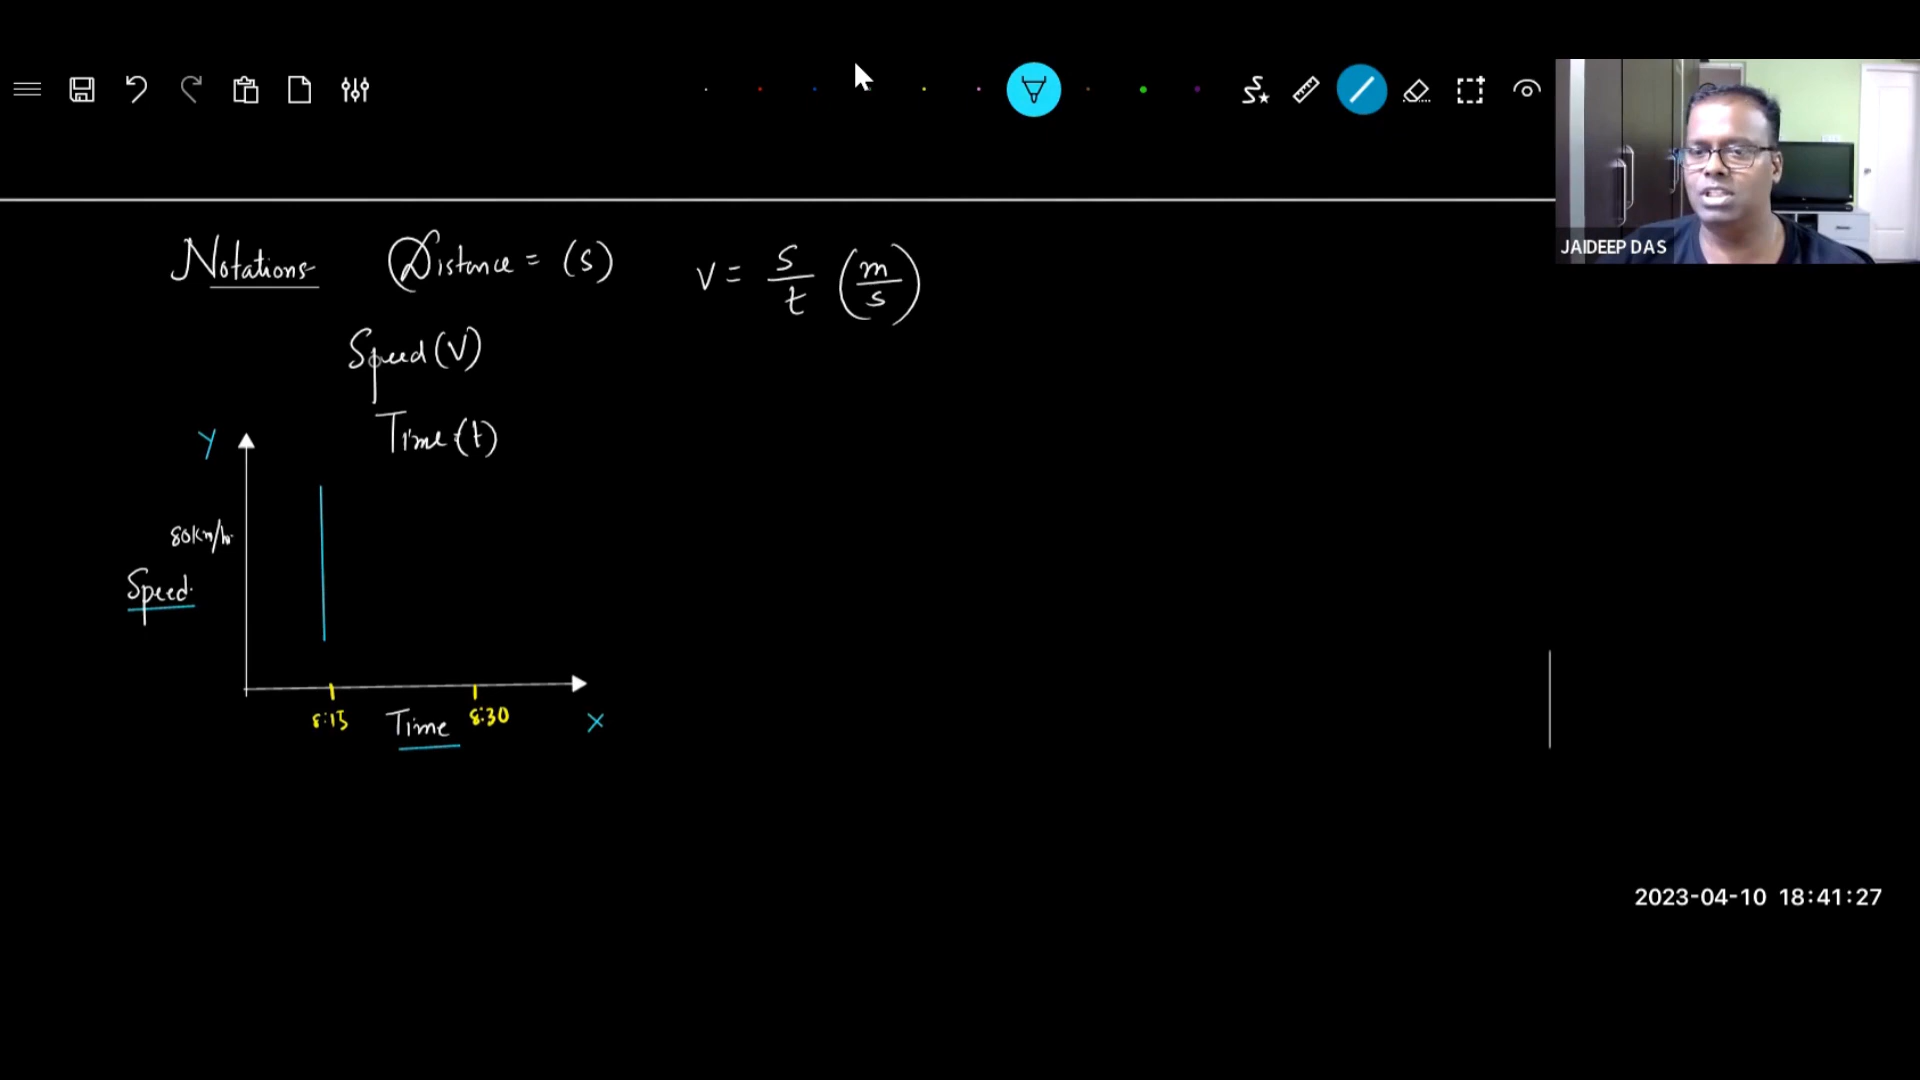 Notations Distance = (s) v = s/t (m/s)
JAIDEEP DAS
Speed (v)
Time (t)
Y
80km/hr
Speed
8:15 Time 8:30 X
2023-04-10 18:41:27